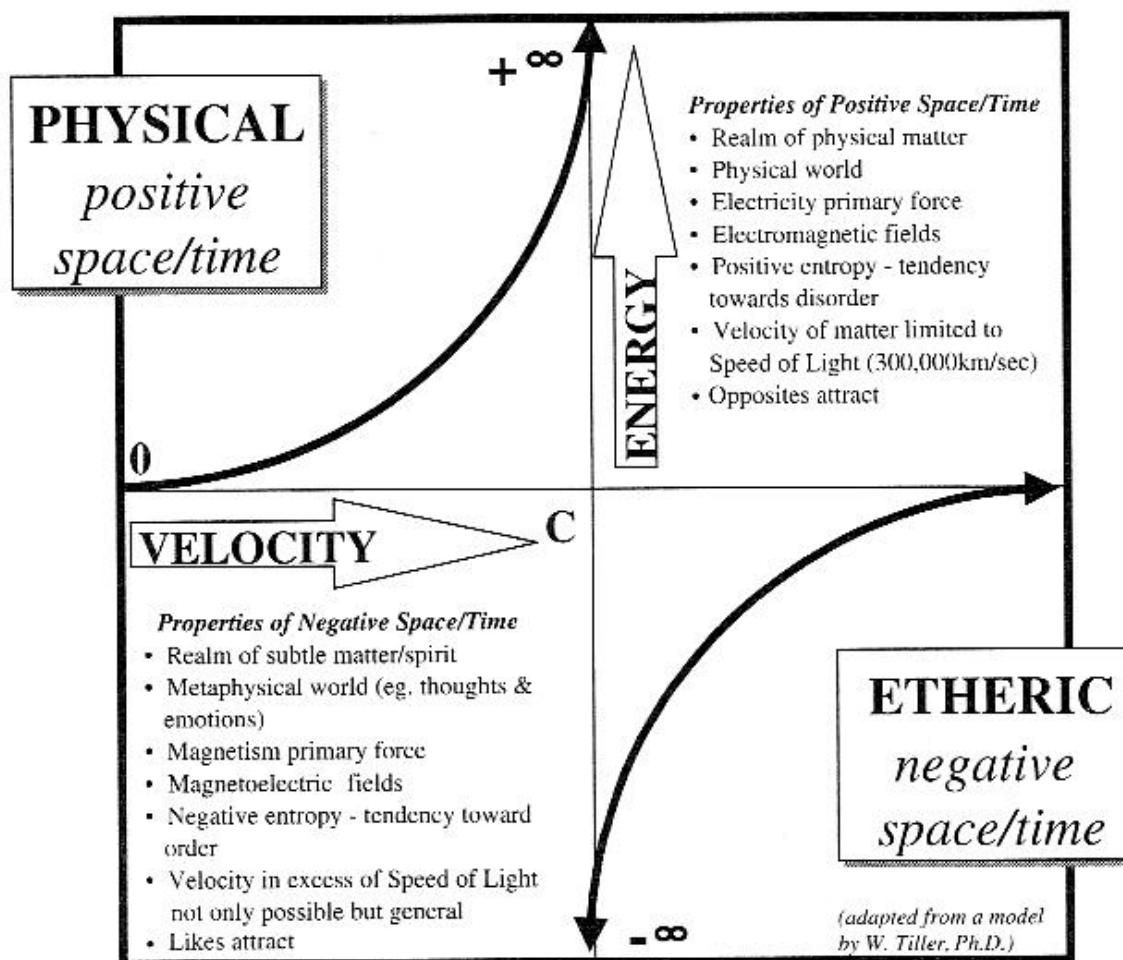 + ∞
PHYSICAL
positive
space/time
Properties of Positive Space/Time
• Realm of physical matter
• Physical world
• Electricity primary force
• Electromagnetic fields
• Positive entropy - tendency
towards disorder
• Velocity of matter limited to
Speed of Light (300,000km/sec)
• Opposites attract
ENERGY
0
VELOCITY
C
Properties of Negative Space/Time
• Realm of subtle matter/spirit
• Metaphysical world (eg. thoughts &
emotions)
• Magnetism primary force
• Magnetoelectric fields
• Negative entropy - tendency toward
order
• Velocity in excess of Speed of Light
not only possible but general
• Likes attract
ETHERIC
negative
space/time
- ∞
(adapted from a model
by W. Tiller, Ph.D.)